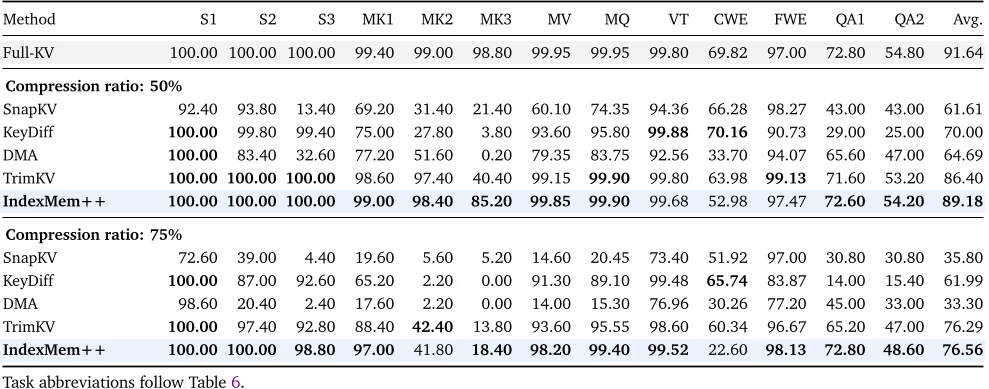 Method S1 S2 S3 MK1 MK2 MK3 MV MQ VT CWE FWE QA1 QA2 Avg.
Full-KV 100.00 100.00 100.00 99.40 99.00 98.80 99.95 99.95 99.80 69.82 97.00 72.80 54.80 91.64
Compression ratio: 50%
SnapKV 92.40 93.80 13.40 69.20 31.40 21.40 60.10 74.35 94.36 66.28 98.27 43.00 43.00 61.61
KeyDiff 100.00 99.80 99.40 75.00 27.80 3.80 93.60 95.80 99.88 70.16 90.73 29.00 25.00 70.00
DMA 100.00 83.40 32.60 77.20 51.60 0.20 79.35 83.75 92.56 33.70 94.07 65.60 47.00 64.69
TrimKV 100.00 100.00 100.00 98.60 97.40 40.40 99.15 99.90 99.80 63.98 99.13 71.60 53.20 86.40
IndexMem++ 100.00 100.00 100.00 99.00 98.40 85.20 99.85 99.90 99.68 52.98 97.47 72.60 54.20 89.18
Compression ratio: 75%
SnapKV 72.60 39.00 4.40 19.60 5.60 5.20 14.60 20.45 73.40 51.92 97.00 30.80 30.80 35.80
KeyDiff 100.00 87.00 92.60 65.20 2.20 0.00 91.30 89.10 99.48 65.74 83.87 14.00 15.40 61.99
DMA 98.60 20.40 2.40 17.60 2.20 0.00 14.00 15.30 76.96 30.26 77.20 45.00 33.00 33.30
TrimKV 100.00 97.40 92.80 88.40 42.40 13.80 93.60 95.55 98.60 60.34 96.67 65.20 47.00 76.29
IndexMem++ 100.00 100.00 98.80 97.00 41.80 18.40 98.20 99.40 99.52 22.60 98.13 72.80 48.60 76.56
Task abbreviations follow Table 6.